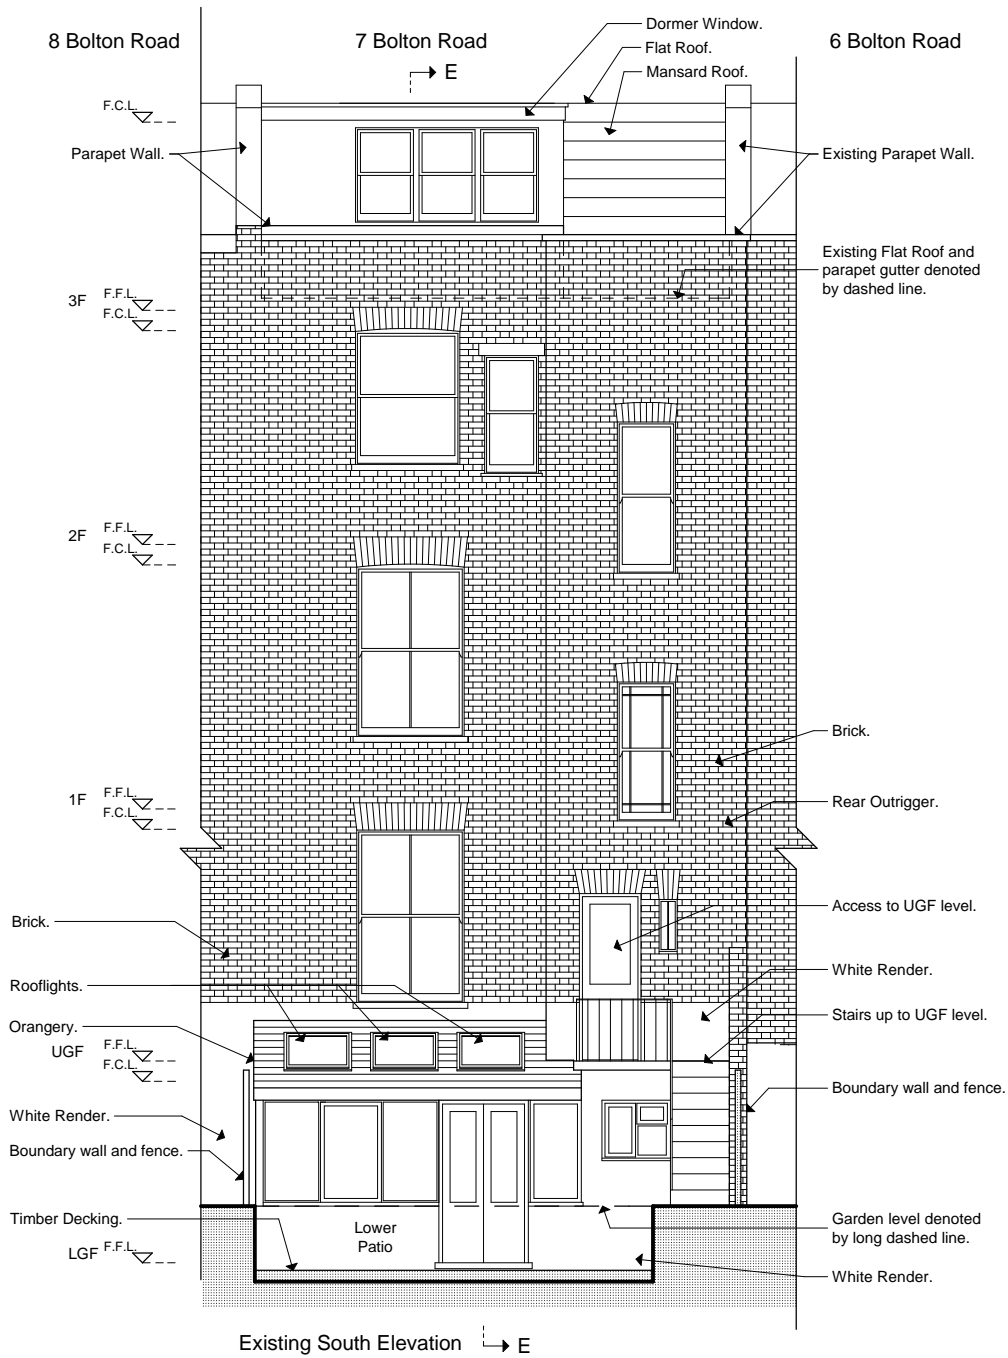 8 Bolton Road
7 Bolton Road
6 Bolton Road
Dormer Window.
Flat Roof.
Mansard Roof.
E
F.C.L.
Parapet Wall.
Existing Parapet Wall.
Existing Flat Roof and
parapet gutter denoted
by dashed line.
3F
F.F.L.
F.C.L.
2F
F.F.L.
F.C.L.
Brick.
1F
F.F.L.
F.C.L.
Rear Outrigger.
Access to UGF level.
Brick.
White Render.
Rooflights.
Stairs up to UGF level.
Orangery.
UGF
F.F.L.
F.C.L.
Boundary wall and fence.
White Render.
Boundary wall and fence.
Timber Decking.
Lower
Patio
Garden level denoted
by long dashed line.
LGF
F.F.L.
White Render.
Existing South Elevation
E